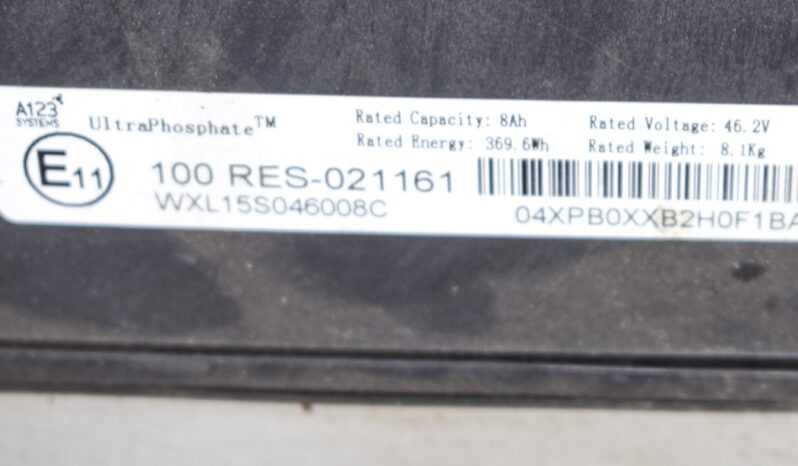 A123
SYSTEMS
UltraPhosphate™
Rated Capacity: 8Ah
Rated Voltage: 46.2V
Rated Energy: 369.6Wh
Rated Weight: 8.1Kg
E11
100 RES-021161
WXL15S046008C
04XPB0XXB2H0F1BA